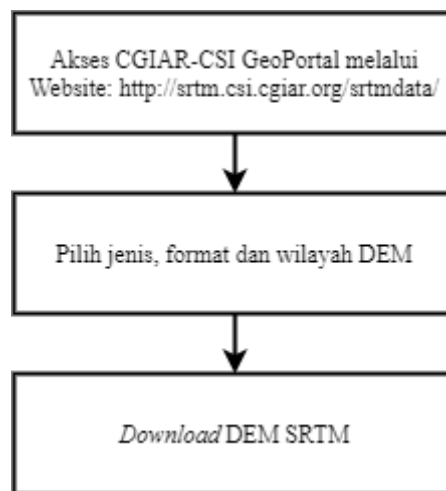 Akses CGIAR-CSI GeoPortal melalui
Website: http://srtm.csi.cgiar.org/srtmdata/
Pilih jenis, format dan wilayah DEM
Download DEM SRTM